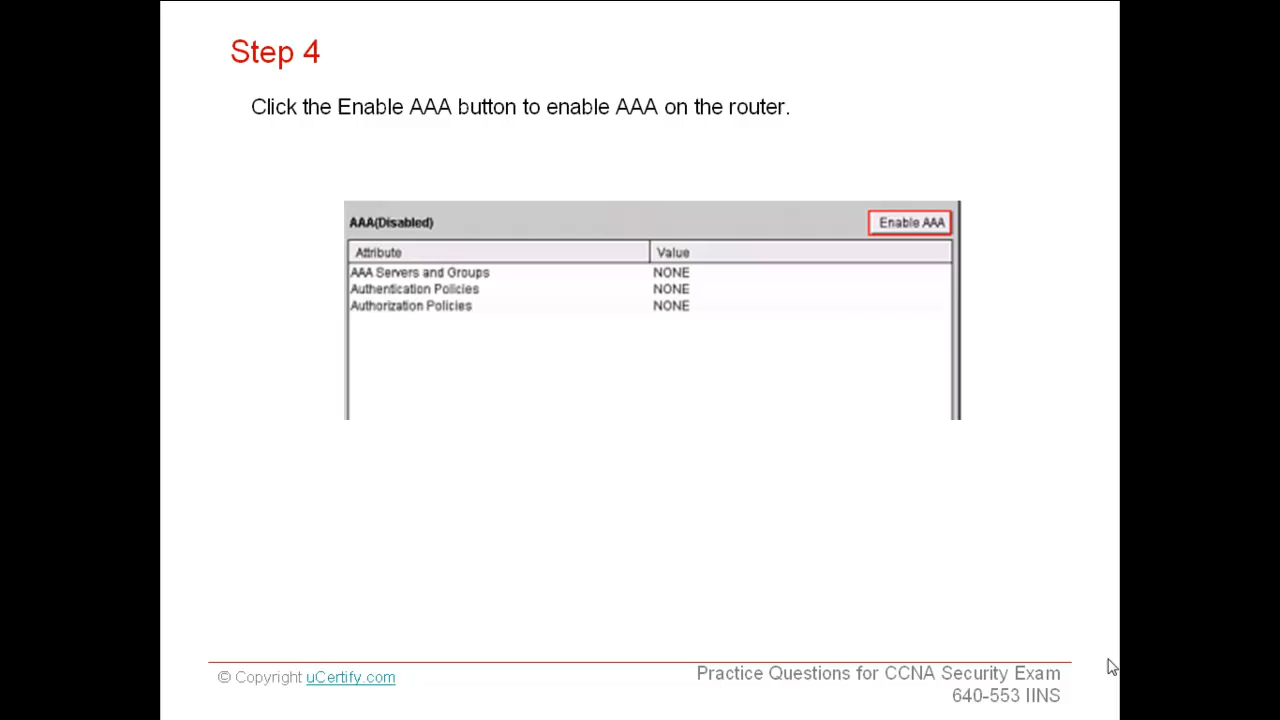 Step 4
Click the Enable AAA button to enable AAA on the router.
AAA(Disabled) Enable AAA
Attribute Value
AAA Servers and Groups NONE
Authentication Policies NONE
Authorization Policies NONE
© Copyright uCertify.com
Practice Questions for CCNA Security Exam
640-553 IINS